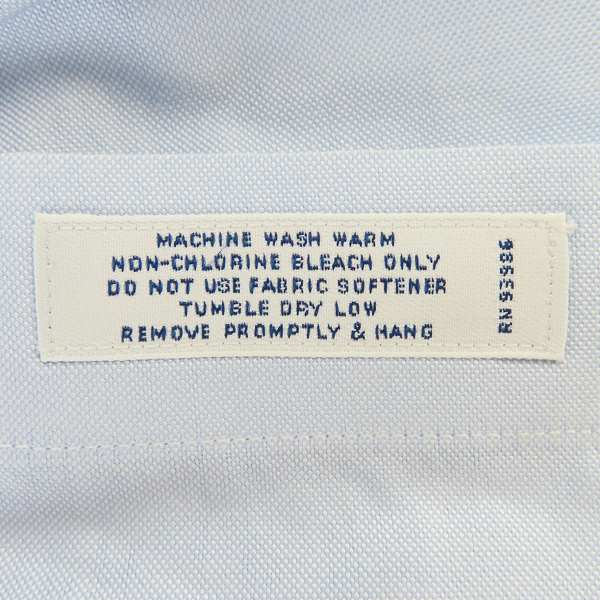 MACHINE WASH WARM
NON-CHLORINE BLEACH ONLY
DO NOT USE FABRIC SOFTENER
TUMBLE DRY LOW
REMOVE PROMPTLY & HANG
RN 93986